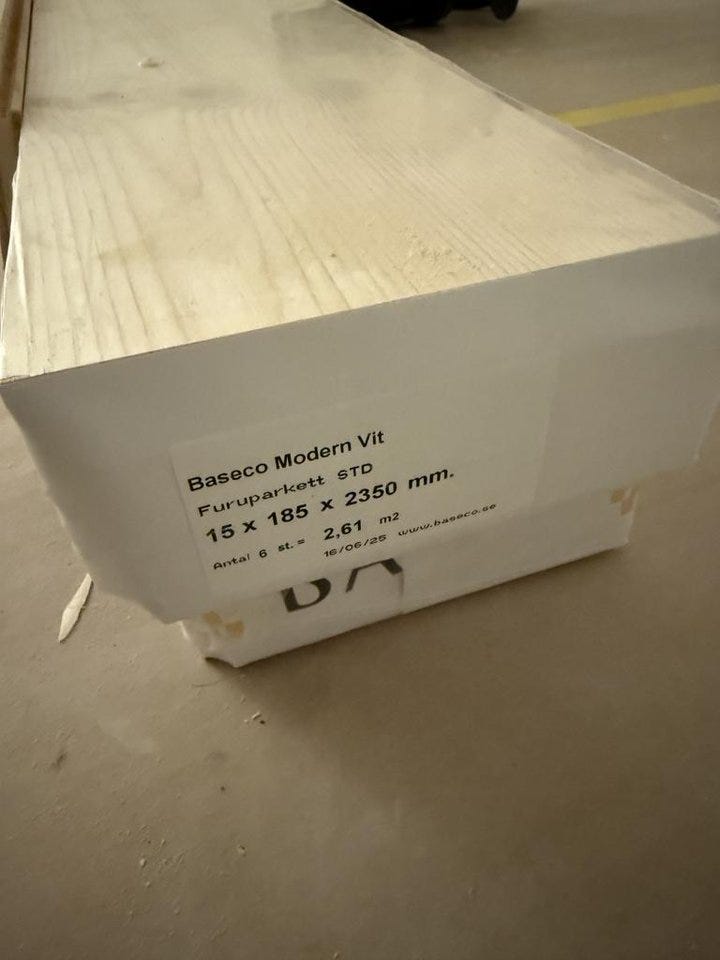 Baseco Modern Vit
Furuparkett STD
15 x 185 x 2350 mm.
Antal 6 st. = 2,61 m2
16/06/25 www.baseco.se
BA